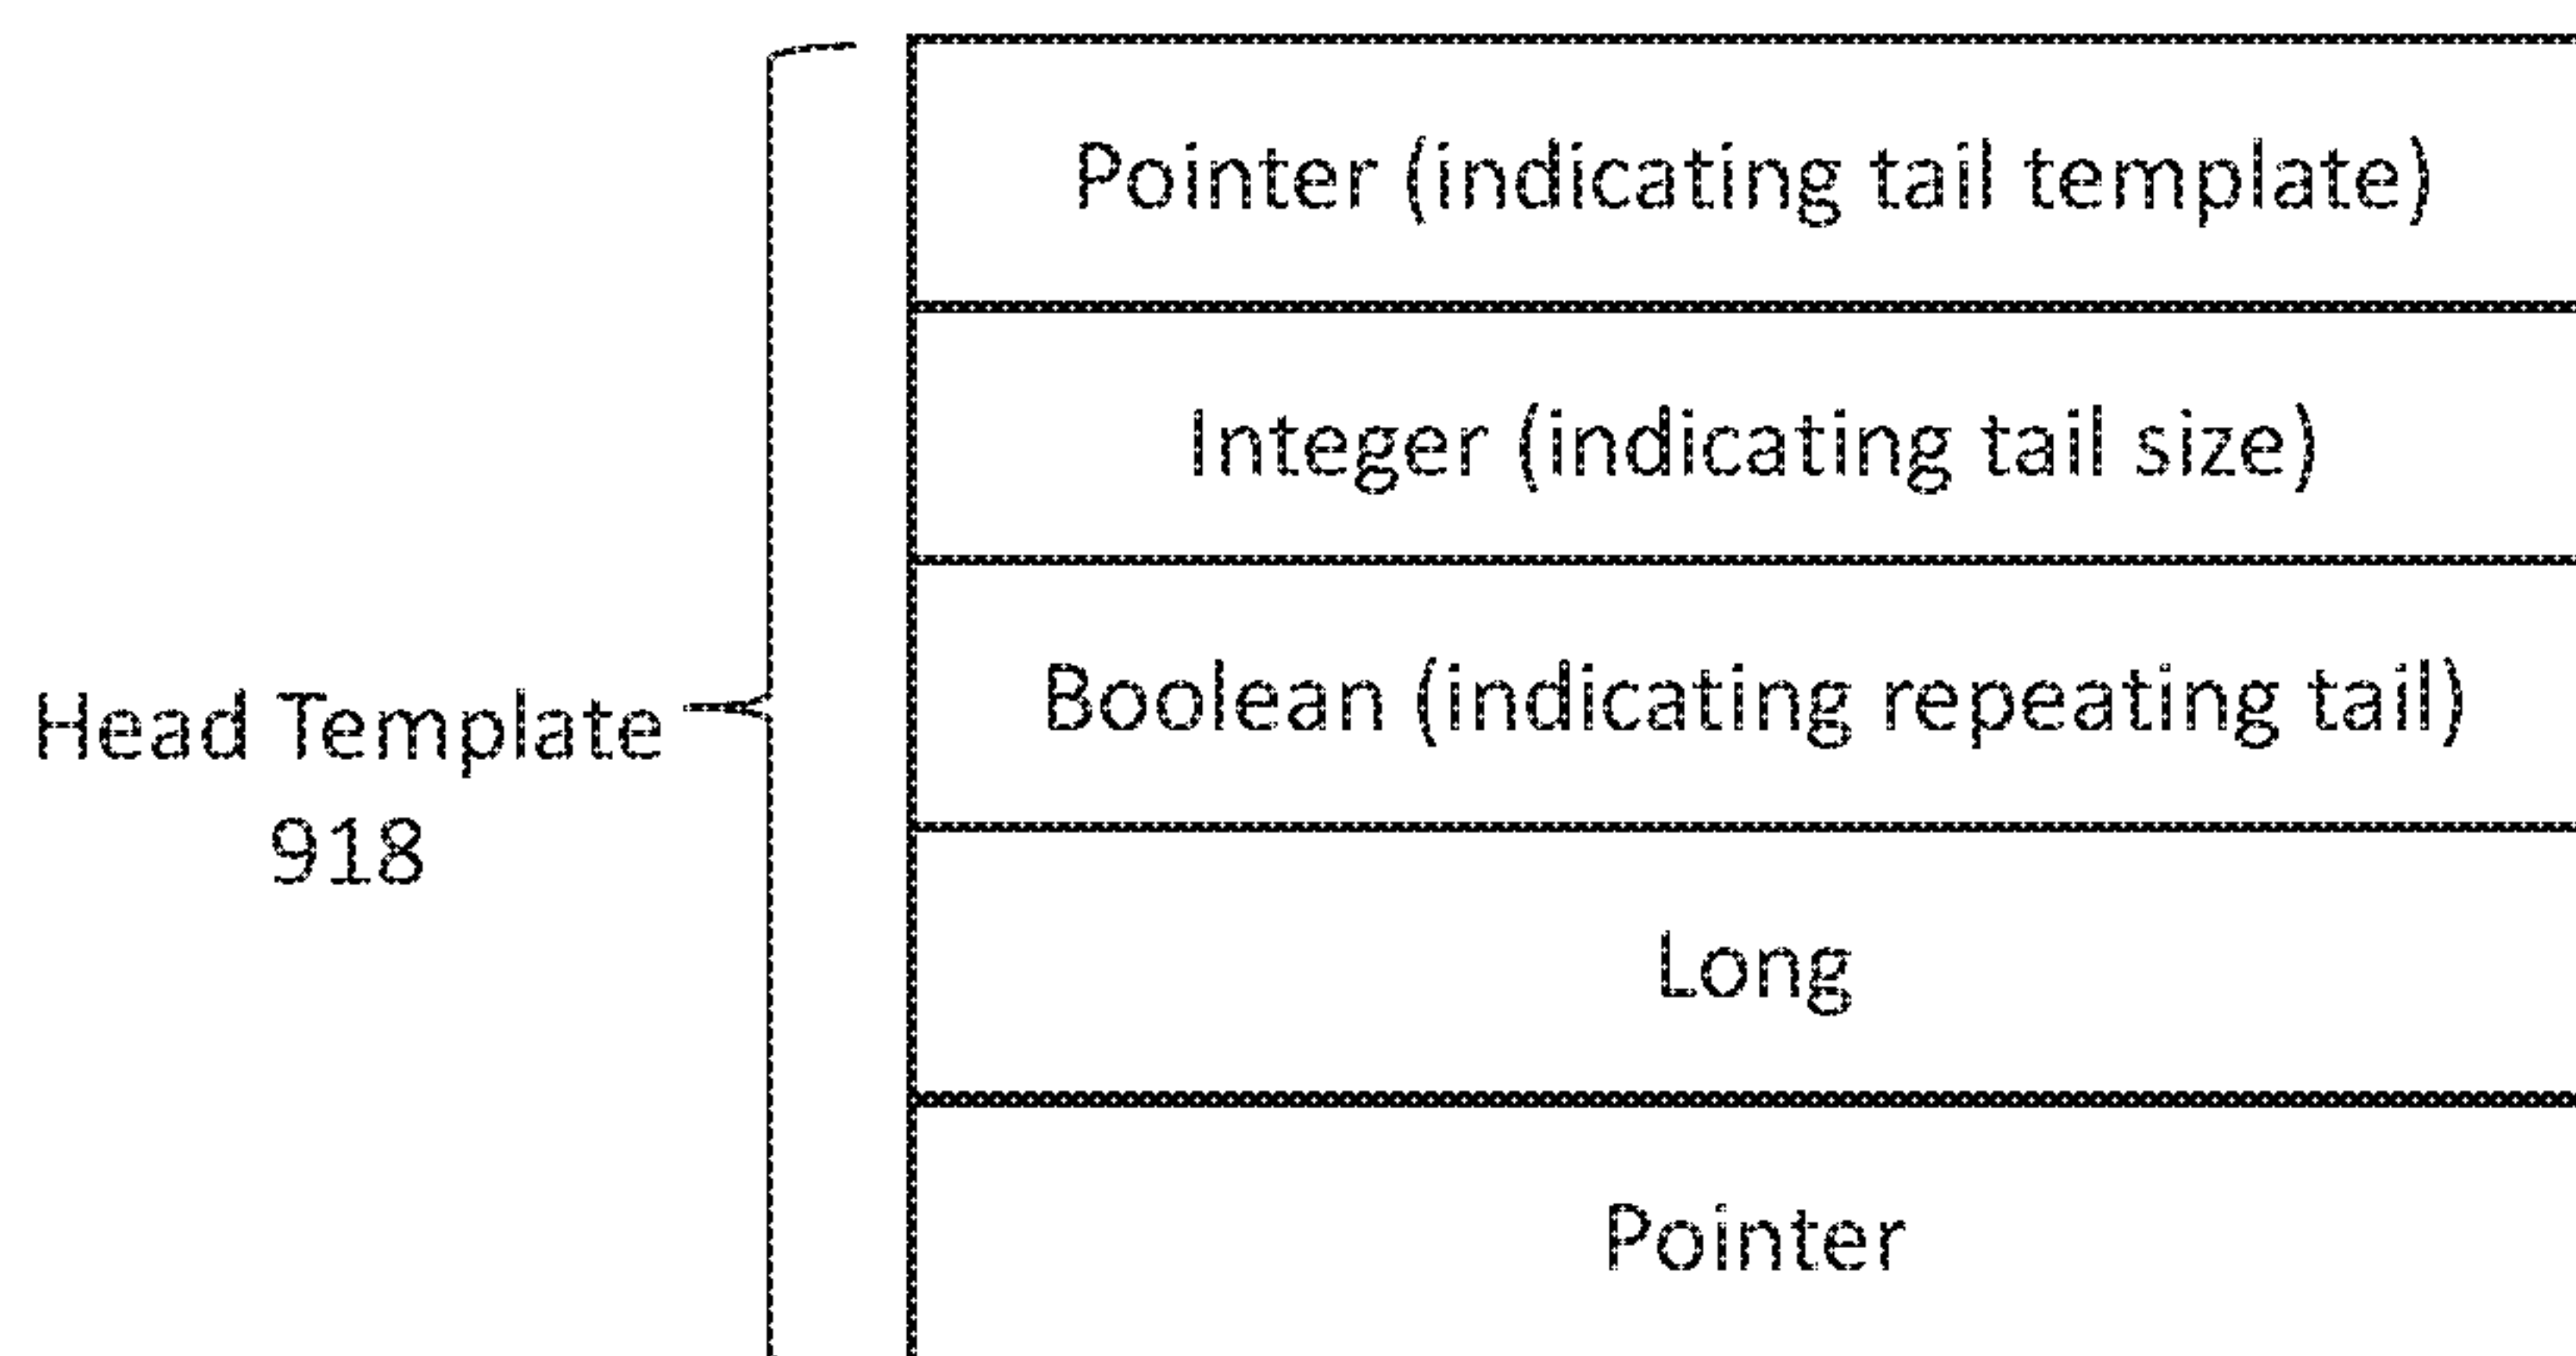 Pointer (indicating tail template)
Integer (indicating tail size)
Boolean (indicating repeating tail)
Head Template
918
Long
Pointer